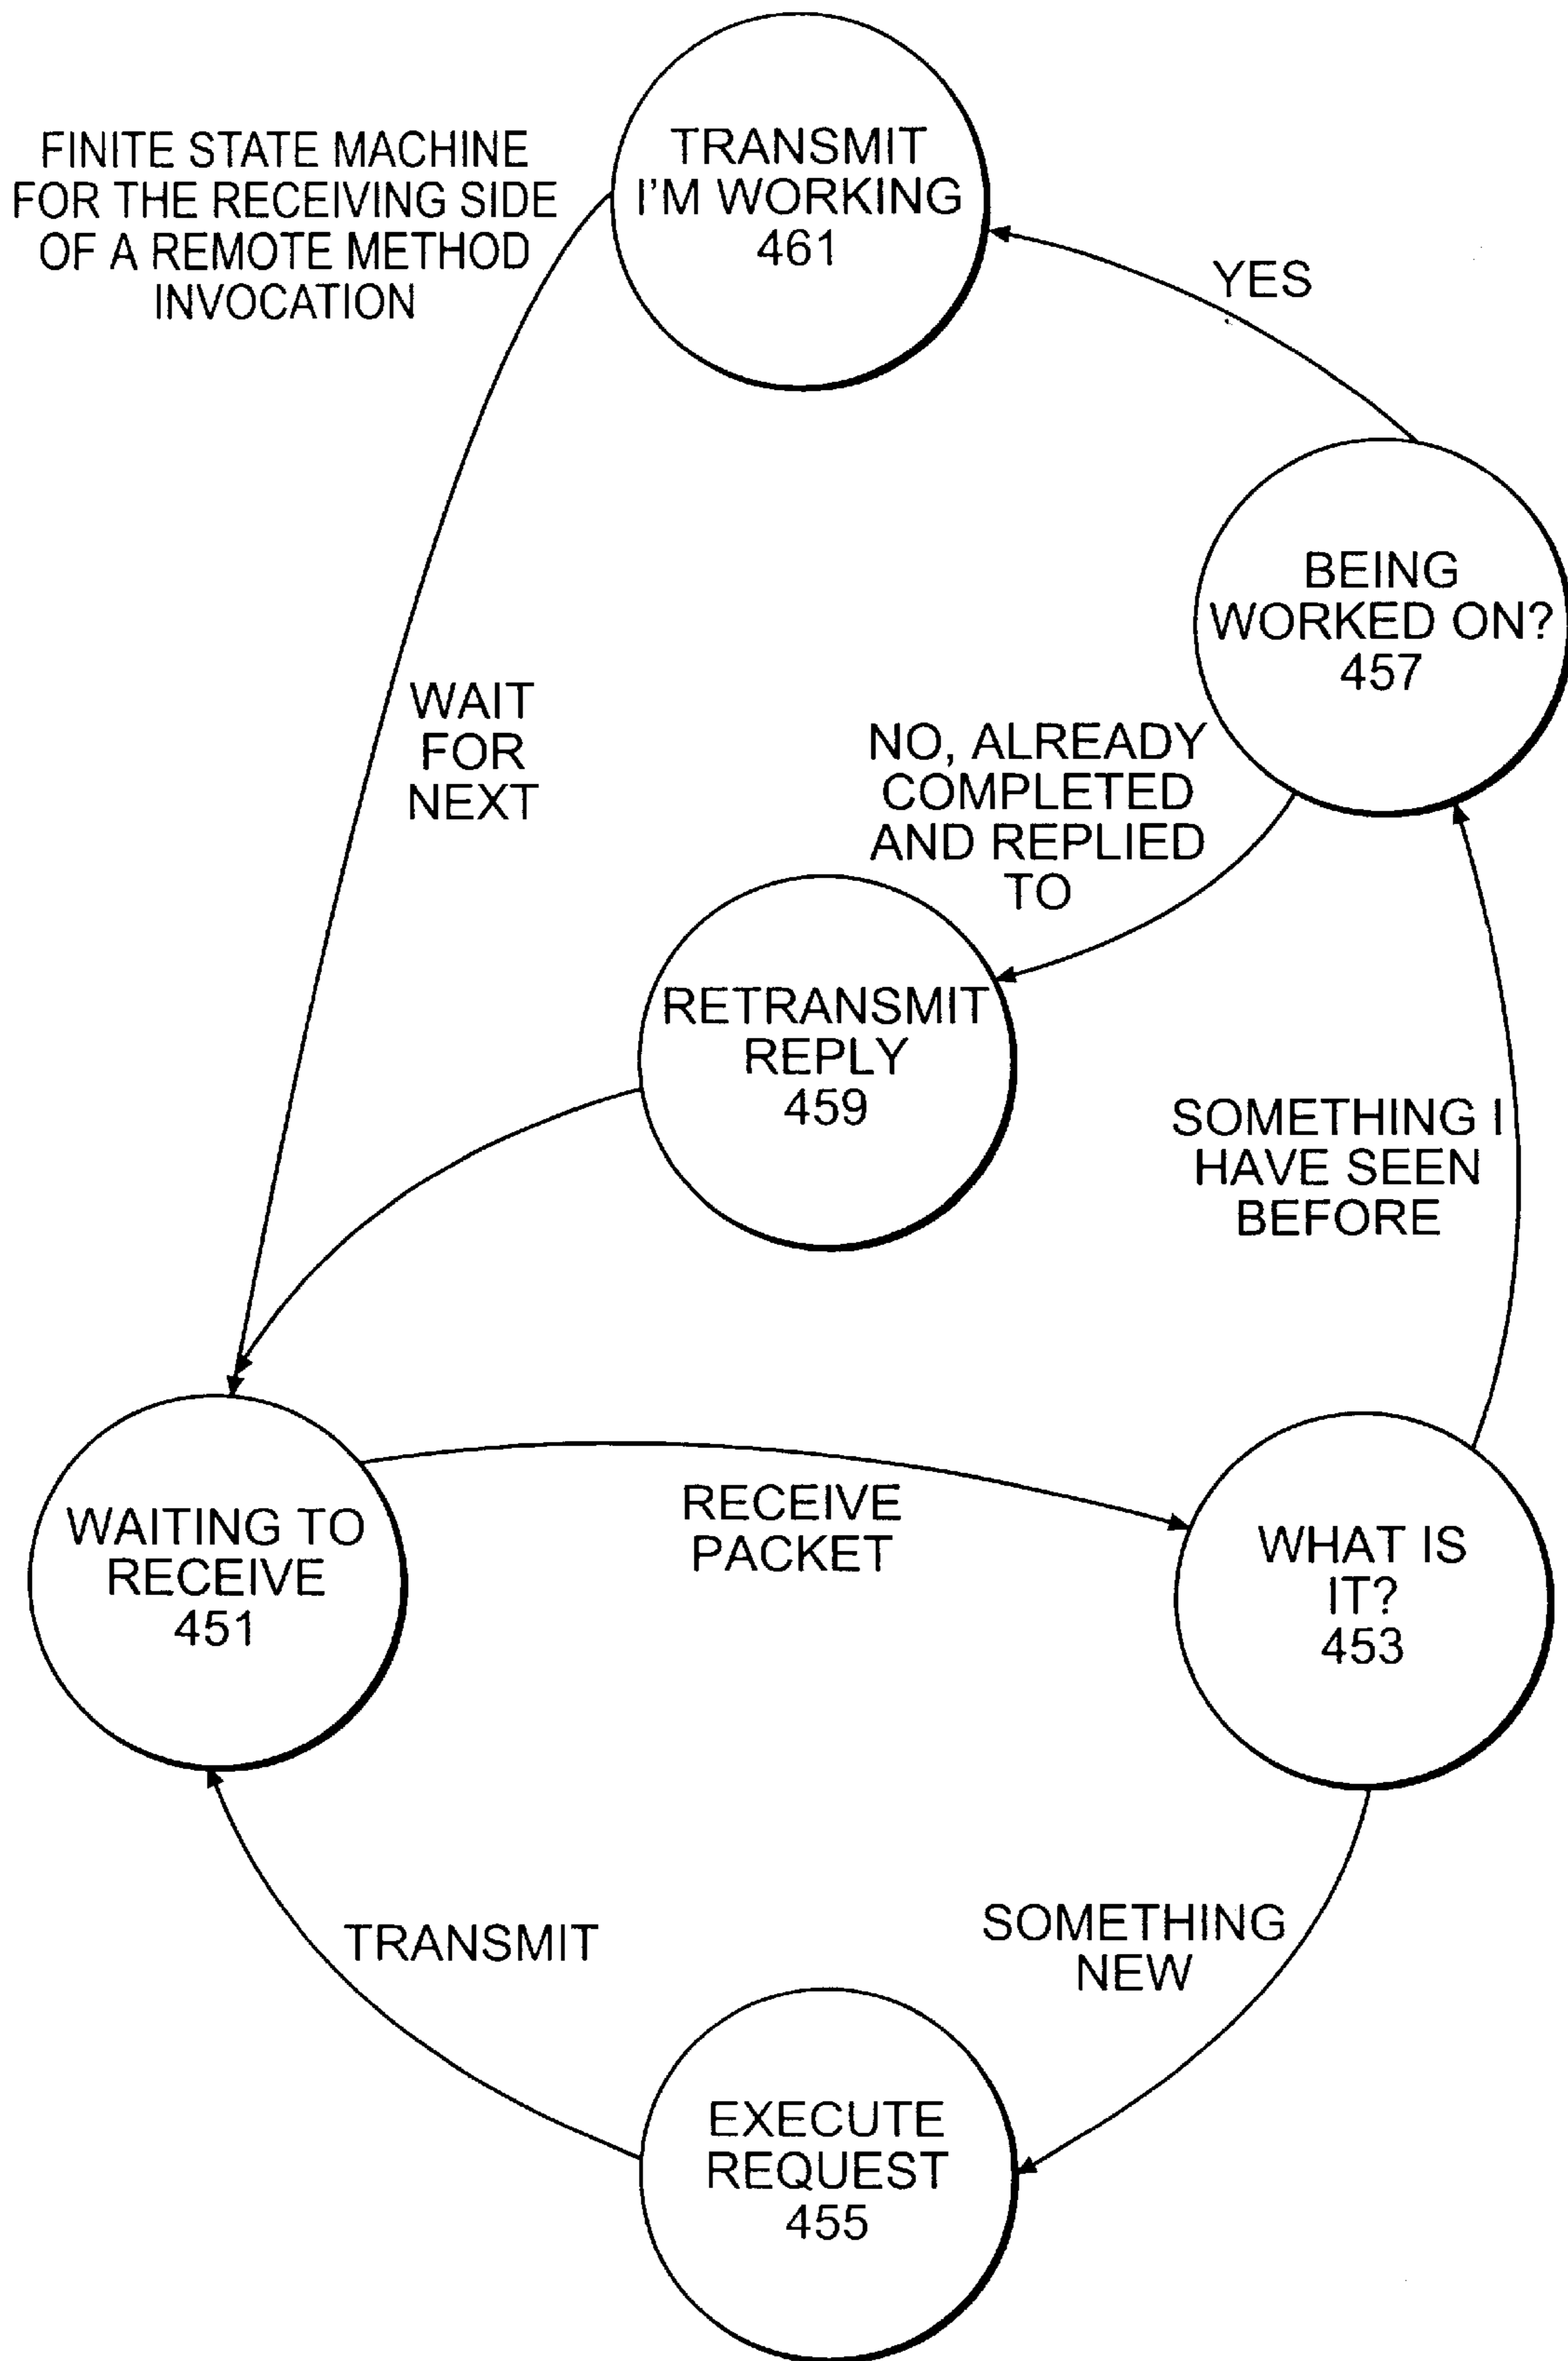 FINITE STATE MACHINE
FOR THE RECEIVING SIDE
OF A REMOTE METHOD
INVOCATION
TRANSMIT
I'M WORKING
461
YES
BEING
WORKED ON?
457
WAIT
FOR
NEXT
NO, ALREADY
COMPLETED
AND REPLIED
TO
RETRANSMIT
REPLY
459
SOMETHING I
HAVE SEEN
BEFORE
WAITING TO
RECEIVE
451
RECEIVE
PACKET
WHAT IS
IT?
453
TRANSMIT
SOMETHING
NEW
EXECUTE
REQUEST
455